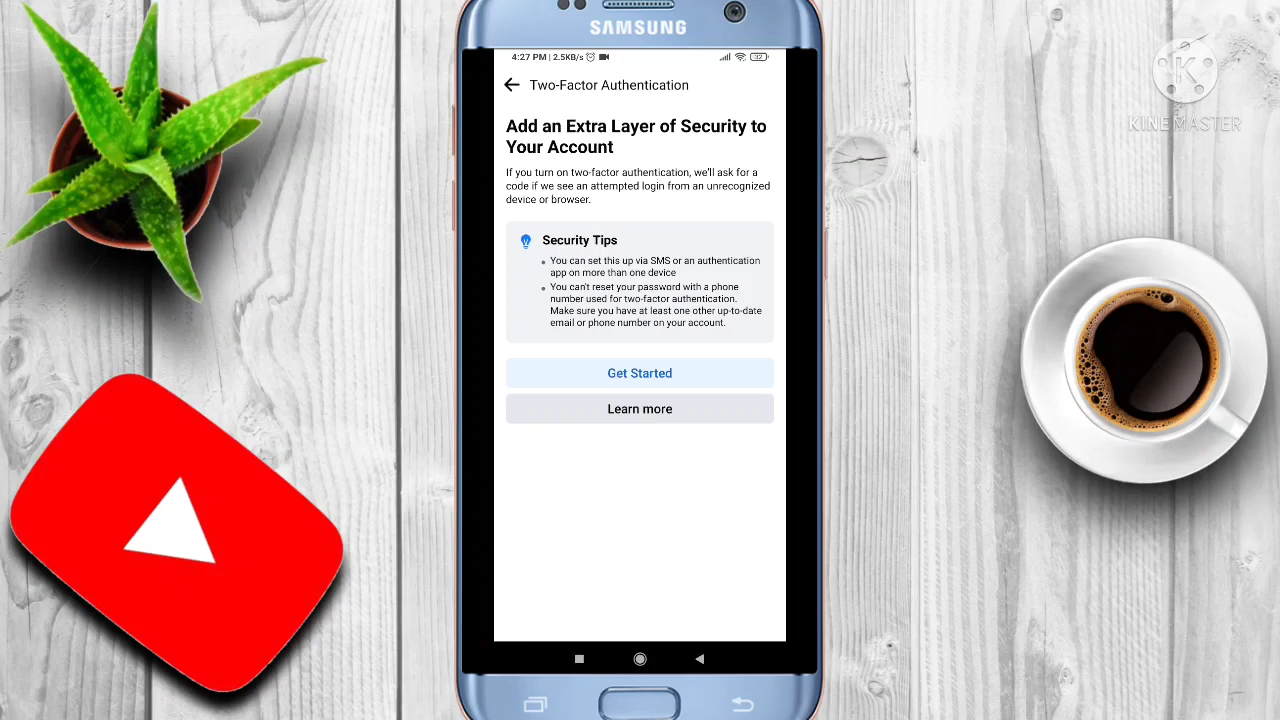 SAMSUNG
4:27 PM | 2.5KB/s
32
Two-Factor Authentication
Add an Extra Layer of Security to
Your Account
If you turn on two-factor authentication, we'll ask for a
code if we see an attempted login from an unrecognized
device or browser.
Security Tips
You can set this up via SMS or an authentication
app on more than one device
You can't reset your password with a phone
number used for two-factor authentication.
Make sure you have at least one other up-to-date
email or phone number on your account.
Get Started
Learn more
K
KINEMASTER